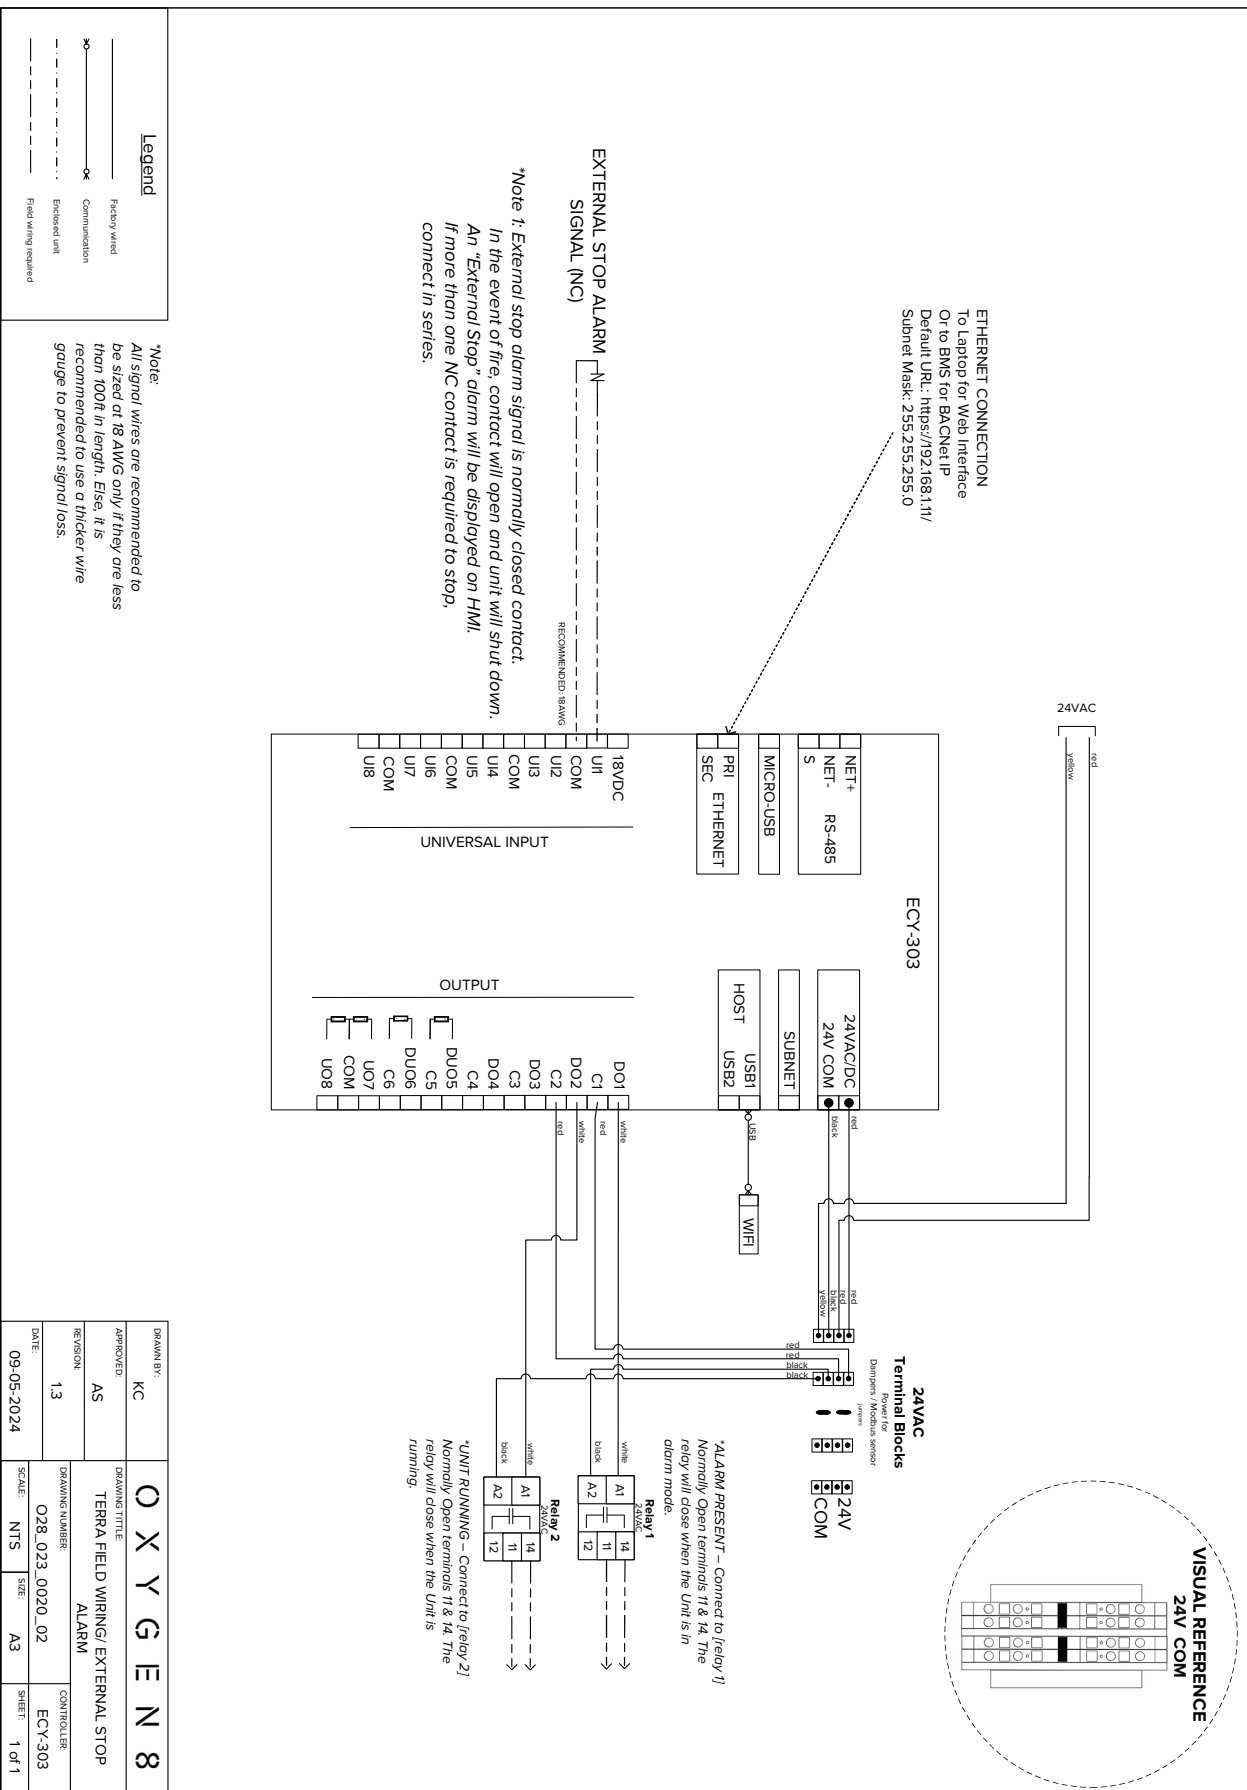 ETHERNET CONNECTION
To Laptop for Web Interface
Or to BMS for BACNet IP
Default URL: https://192.168.1.11/
Subnet Mask: 255.255.255.0
24VAC
red
yellow
VISUAL REFERENCE
24V COM
EXTERNAL STOP ALARM
SIGNAL (NC)
*Note 1: External stop alarm signal is normally closed contact.
In the event of fire, contact will open and unit will shut down.
An "External Stop" alarm will be displayed on HMI.
If more than one NC contact is required to stop,
connect in series.
RECOMMENDED: 18AWG
ECY-303
NET+
NET-
S
RS-485
MICRO-USB
PRI
SEC
ETHERNET
18VDC
UI1
COM
UI2
UI3
COM
UI4
UI5
COM
UI6
UI7
COM
UI8
UNIVERSAL INPUT
24VAC/DC
24V COM
SUBNET
HOST
USB1
USB2
OUTPUT
DO1
C1
DO2
C2
DO3
C3
DO4
C4
DUO5
C5
DUO6
C6
UO7
COM
UO8
red
black
USB
WIFI
white
red
white
red
red
red
black
yellow
red
red
black
black
24VAC
Terminal Blocks
Power for
Dampers / Modbus sensor
jumpers
24V
COM
*ALARM PRESENT – Connect to [relay 1]
Normally Open terminals 11 & 14. The
relay will close when the Unit is in
alarm mode.
Relay 1
24VAC
white
black
A1
A2
14
11
12
Relay 2
24VAC
white
black
A1
A2
14
11
12
*UNIT RUNNING – Connect to [relay 2]
Normally Open terminals 11 & 14. The
relay will close when the Unit is
running.
Legend
Factory wired
Communication
Enclosed unit
Field wiring required
*Note:
All signal wires are recommended to
be sized at 18 AWG only if they are less
than 100ft in length. Else, it is
recommended to use a thicker wire
gauge to prevent signal loss.
DRAWN BY:
KC
APPROVED:
AS
REVISION:
1.3
DATE:
09-05-2024
OXYGEN8
DRAWING TITTLE:
TERRA FIELD WIRING/ EXTERNAL STOP
ALARM
DRAWING NUMBER:
O28_023_0020_02
CONTROLLER:
ECY-303
SCALE:
NTS
SIZE:
A3
SHEET:
1 of 1